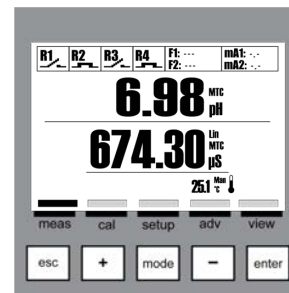 R1 R2 R3 R4 F1: --- mA1: -.-
F2: --- mA2: -.-
6.98 MTC pH
674.30 Lin MTC µS
25.1 Man °C
meas cal setup adv view
esc + mode - enter